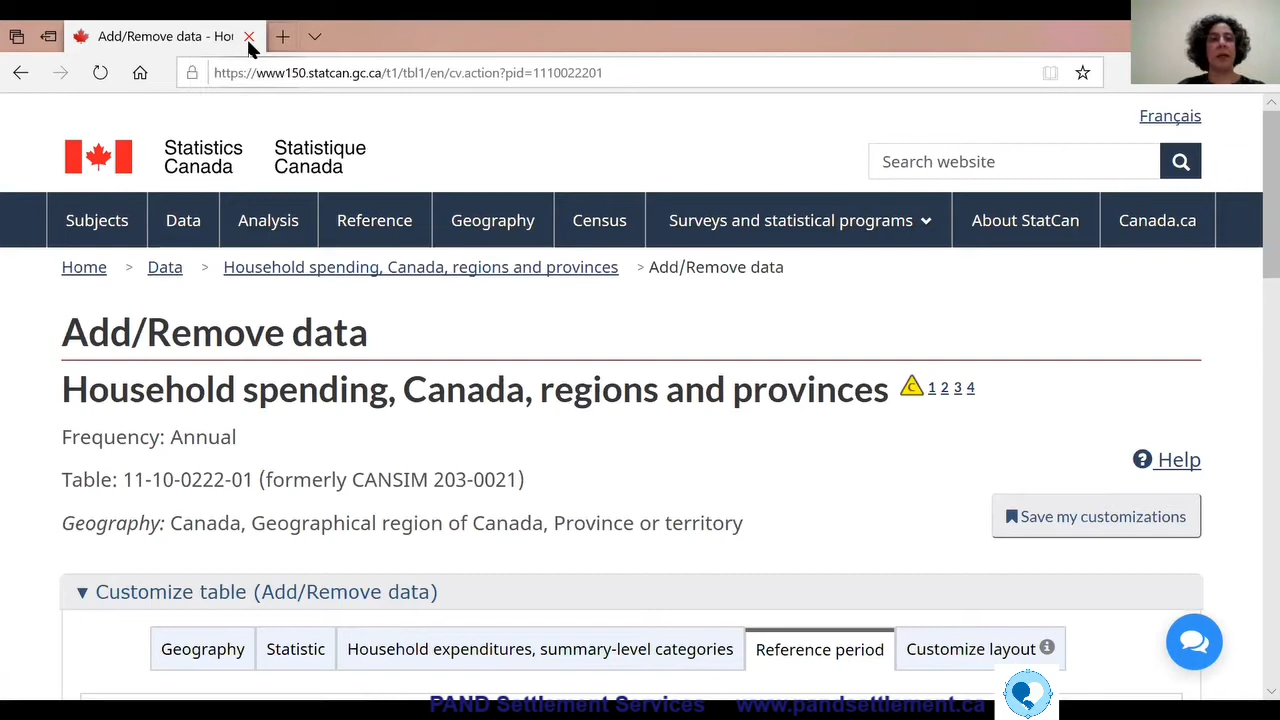 Add/Remove data - Hou
https://www150.statcan.gc.ca/t1/tbl1/en/cv.action?pid=1110022201
Français
Statistics Canada
Statistique Canada
Search website
Subjects
Data
Analysis
Reference
Geography
Census
Surveys and statistical programs
About StatCan
Canada.ca
Home > Data > Household spending, Canada, regions and provinces > Add/Remove data
Add/Remove data
Household spending, Canada, regions and provinces C 1 2 3 4
Frequency: Annual
Help
Table: 11-10-0222-01 (formerly CANSIM 203-0021)
Save my customizations
Geography: Canada, Geographical region of Canada, Province or territory
▼ Customize table (Add/Remove data)
Geography
Statistic
Household expenditures, summary-level categories
Reference period
Customize layout
PAND Settlement Services www.pandsettlement.ca